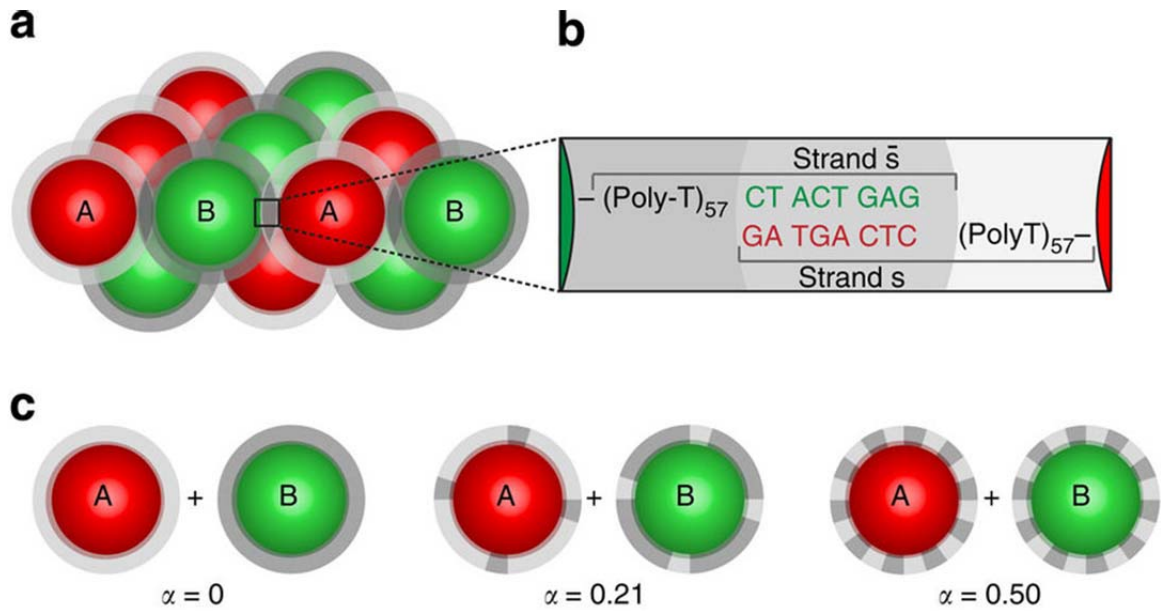 a
b
A B A B
Strand s̄
– (Poly-T)57 CT ACT GAG
GA TGA CTC (PolyT)57–
Strand s
c
A + B A + B A + B
α = 0 α = 0.21 α = 0.50